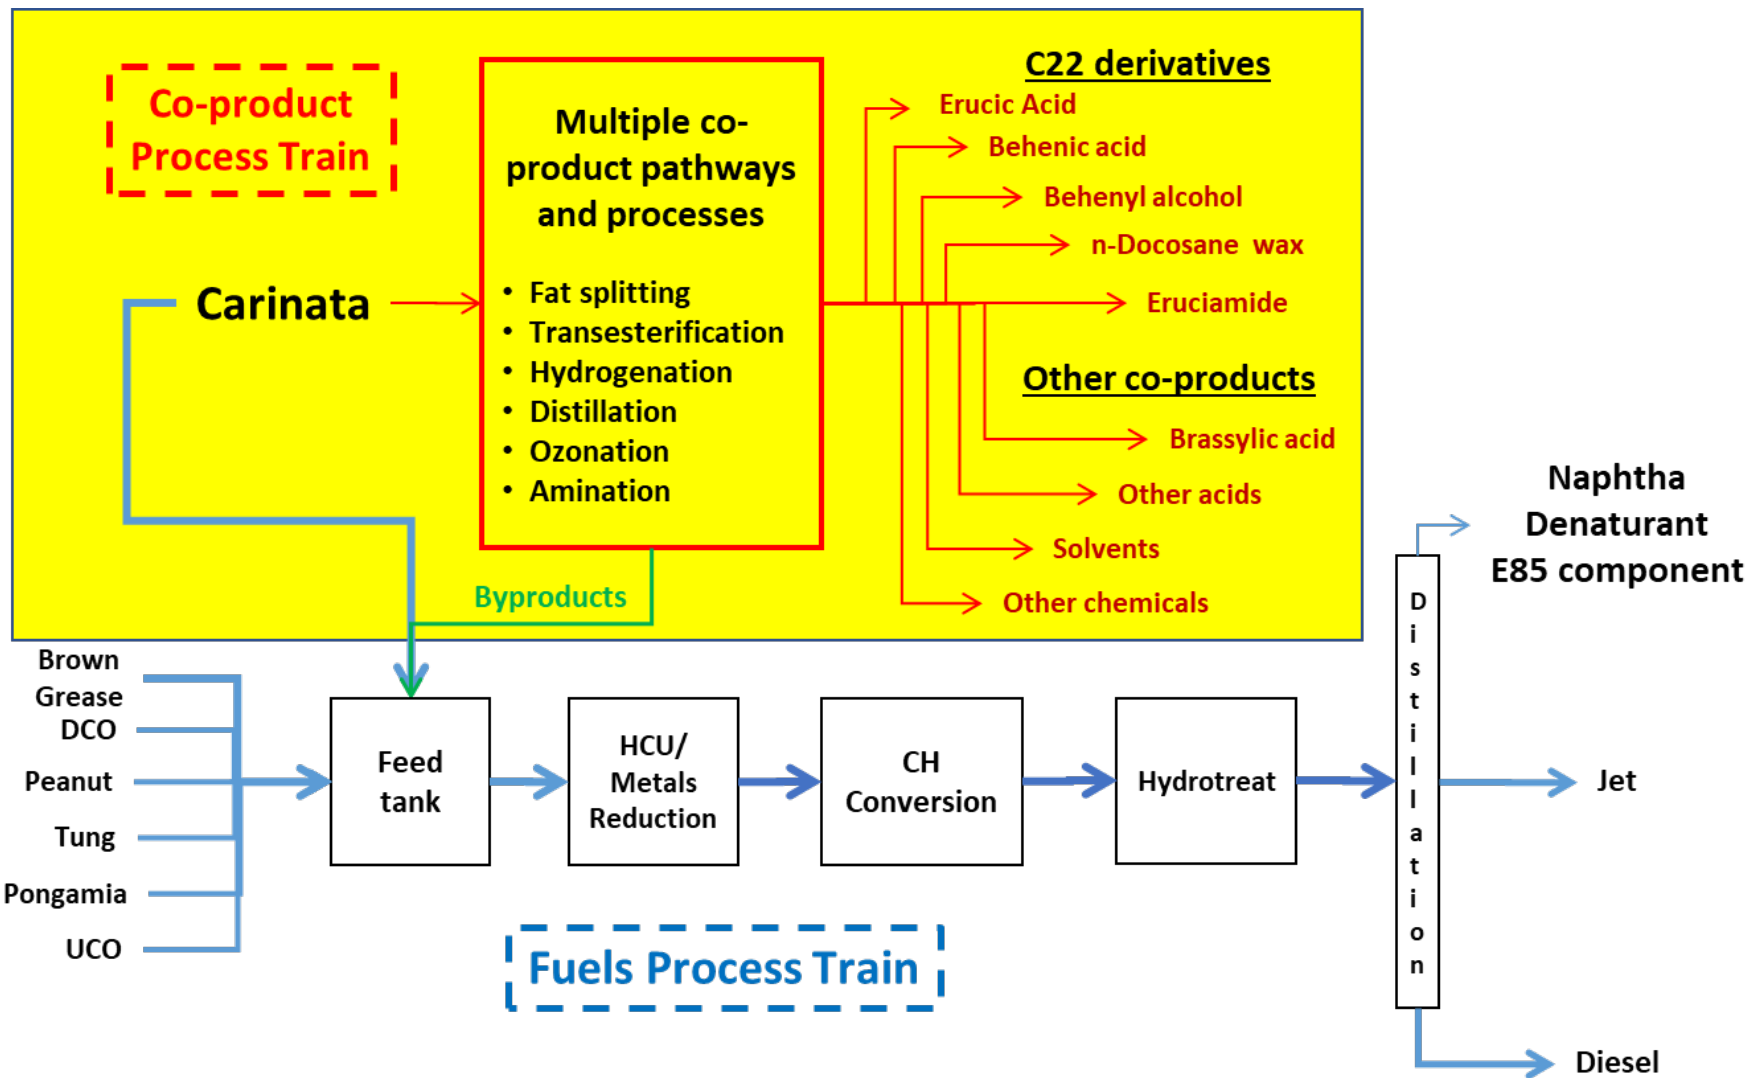 Co-product
Process Train
Carinata
Multiple co-
product pathways
and processes
• Fat splitting
• Transesterification
• Hydrogenation
• Distillation
• Ozonation
• Amination
Byproducts
C22 derivatives
Erucic Acid
Behenic acid
Behenyl alcohol
n-Docosane wax
Eruciamide
Other co-products
Brassylic acid
Other acids
Solvents
Other chemicals
Brown
Grease
DCO
Peanut
Tung
Pongamia
UCO
Feed
tank
HCU/
Metals
Reduction
CH
Conversion
Hydrotreat
Distillation
Naphtha
Denaturant
E85 component
Jet
Diesel
Fuels Process Train